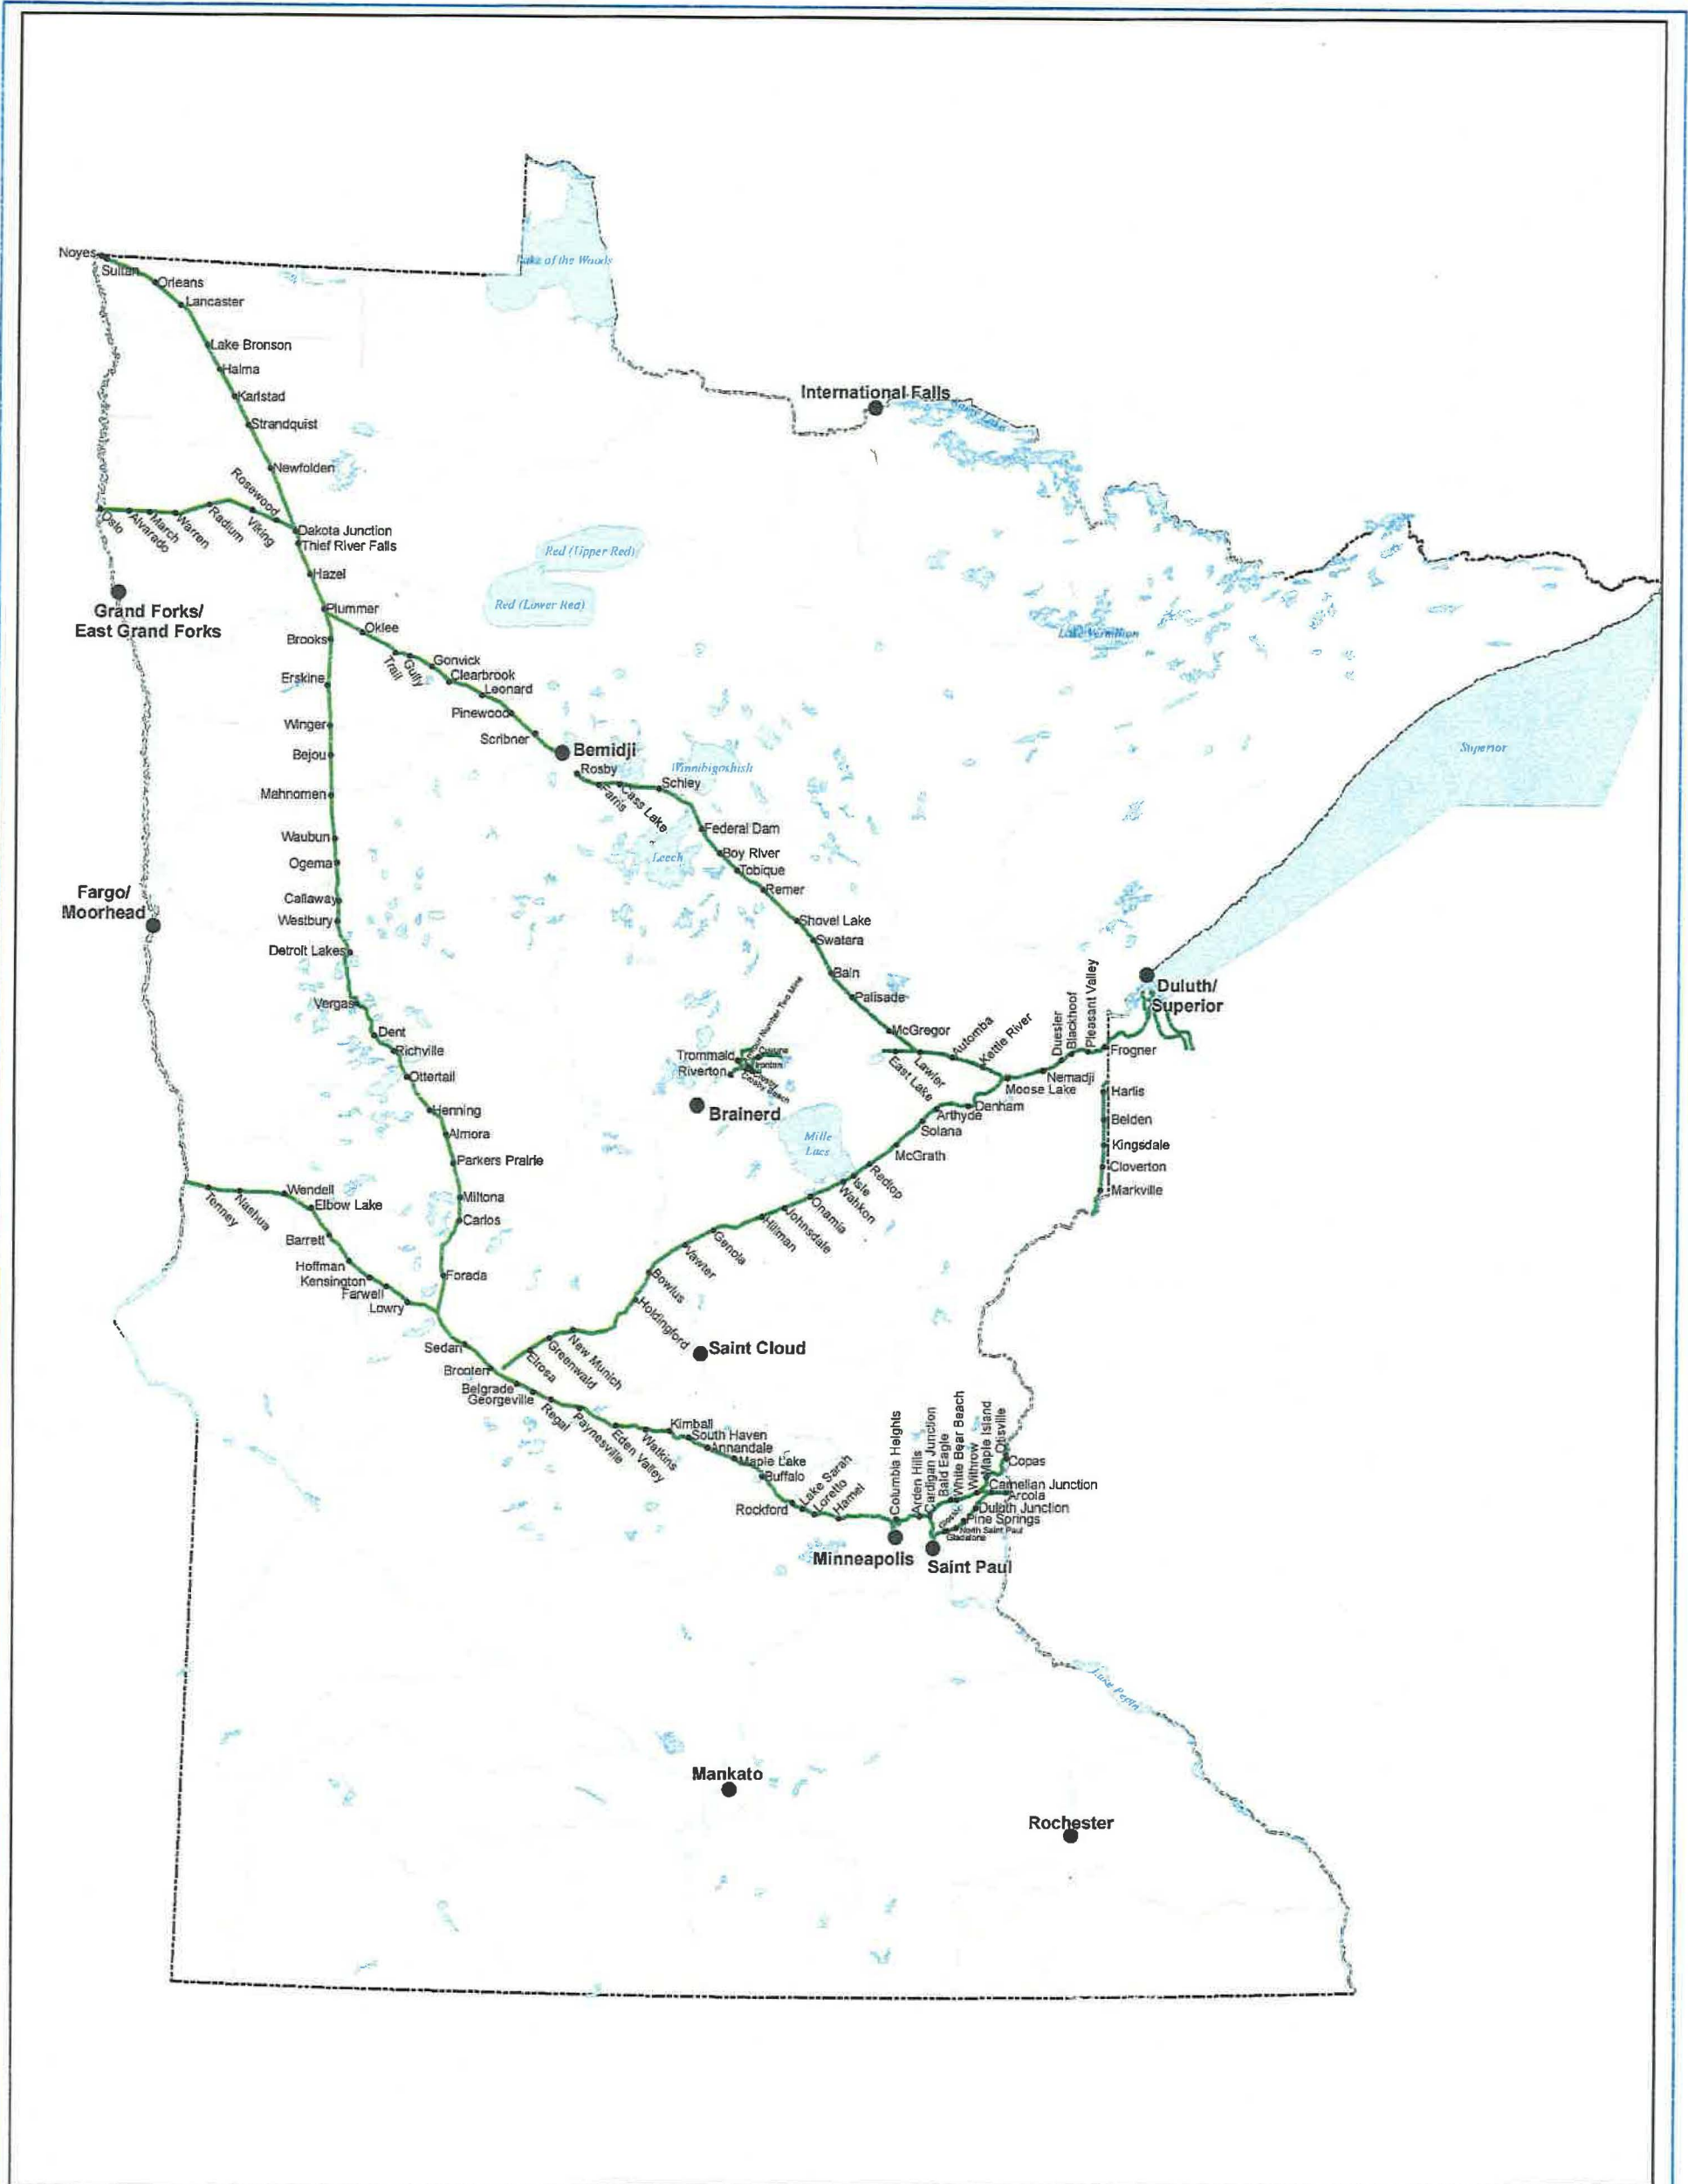 Noyes
Sultan
Orleans
Lancaster
Lake of the Woods
Lake Bronson
Halma
Karlstad
Strandquist
Newfolden
International Falls
Rosewood
Oslo
Alvarado
March
Warren
Radium
Viking
Dakota Junction
Thief River Falls
Hazel
Red (Upper Red)
Red (Lower Red)
Grand Forks/
East Grand Forks
Plummer
Oklee
Brooks
Trail
Gully
Gonvick
Clearbrook
Leonard
Erskine
Pinewood
Winger
Scribner
Bejou
Bemidji
Lake Vermilion
Superior
Rosby
Farris
Cass Lake
Winnibigoshish
Schley
Mahnomen
Federal Dam
Waubun
Boy River
Leech
Ogema
Tobique
Remer
Callaway
Fargo/
Moorhead
Westbury
Shovel Lake
Swatara
Detroit Lakes
Bain
Palisade
Vergas
Dent
Richville
McGregor
Automba
Kettle River
Duesler
Blackhoof
Pleasant Valley
Duluth/
Superior
Frogner
Trommald
Riverton
Cuyuna
Ironton
Crosby
Crosby Beach
East Lake
Lawler
Ottertail
Nemadji
Moose Lake
Harlis
Brainerd
Henning
Denham
Arthyde
Belden
Almora
Solana
Mille
Lacs
Kingsdale
McGrath
Parkers Prairie
Cloverton
Redtop
Isle
Wahkon
Markville
Wendell
Tenney
Nashua
Elbow Lake
Miltona
Onamia
Johnsdale
Hillman
Carlos
Genola
Vawter
Barrett
Hoffman
Kensington
Farwell
Lowry
Forada
Bowlus
Holdingford
Sedan
Saint Cloud
New Munich
Greenwald
Elrosa
Brooten
Belgrade
Georgeville
Regal
Paynesville
Eden Valley
Watkins
Kimball
South Haven
Annandale
Maple Lake
Buffalo
Rockford
Lake Sarah
Loretto
Hamel
Columbia Heights
Arden Hills
Cardigan Junction
Bald Eagle
White Bear Beach
Withrow
Maple Island
Otisville
Copas
Carnelian Junction
Arcola
Duluth Junction
Pine Springs
North Saint Paul
Gladstone
Minneapolis
Saint Paul
Lake Pepin
Mankato
Rochester